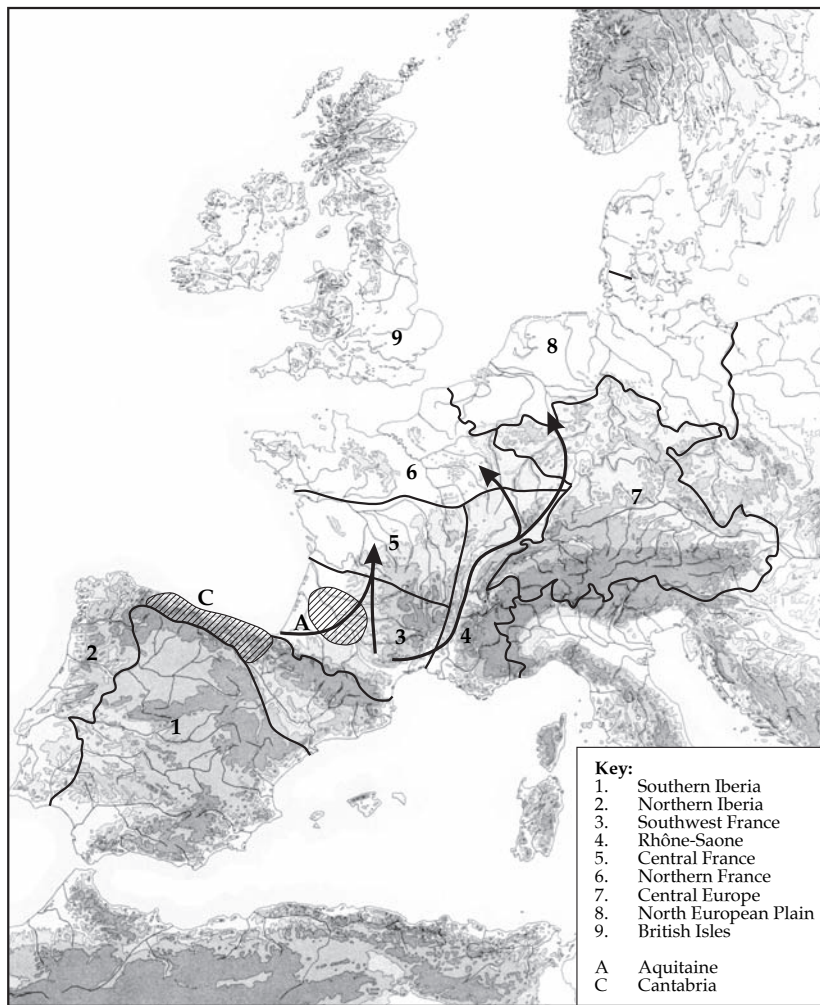 9
8
6
7
5
C
A
2
3
4
1
Key:
1. Southern Iberia
2. Northern Iberia
3. Southwest France
4. Rhône-Saone
5. Central France
6. Northern France
7. Central Europe
8. North European Plain
9. British Isles
A Aquitaine
C Cantabria